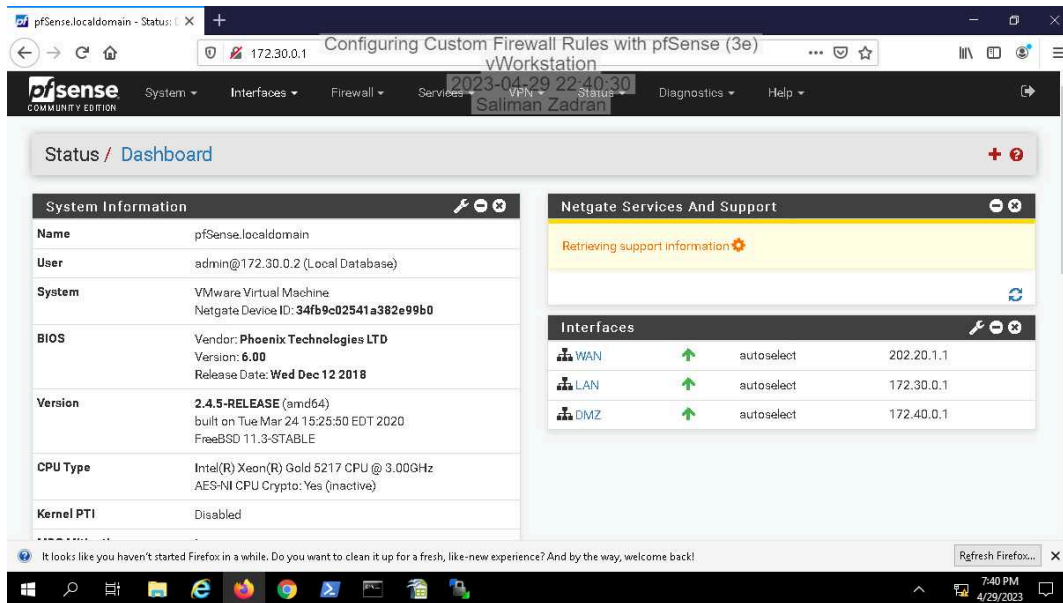 pfSense.localdomain - Status: D
172.30.0.1
Configuring Custom Firewall Rules with pfSense (3e)
vWorkstation
2023-04-29 22:40:30
Saliman Zadran
pfsense
COMMUNITY EDITION
System
Interfaces
Firewall
Services
VPN
Status
Diagnostics
Help
Status / Dashboard
System Information
Name pfSense.localdomain
User admin@172.30.0.2 (Local Database)
System VMware Virtual Machine
Netgate Device ID: 34fb9c02541a382e99b0
BIOS Vendor: Phoenix Technologies LTD
Version: 6.00
Release Date: Wed Dec 12 2018
Version 2.4.5-RELEASE (amd64)
built on Tue Mar 24 15:25:50 EDT 2020
FreeBSD 11.3-STABLE
CPU Type Intel(R) Xeon(R) Gold 5217 CPU @ 3.00GHz
AES-NI CPU Crypto: Yes (inactive)
Kernel PTI Disabled
Netgate Services And Support
Retrieving support information
Interfaces
WAN autoselect 202.20.1.1
LAN autoselect 172.30.0.1
DMZ autoselect 172.40.0.1
It looks like you haven't started Firefox in a while. Do you want to clean it up for a fresh, like-new experience? And by the way, welcome back!
Refresh Firefox...
7:40 PM
4/29/2023